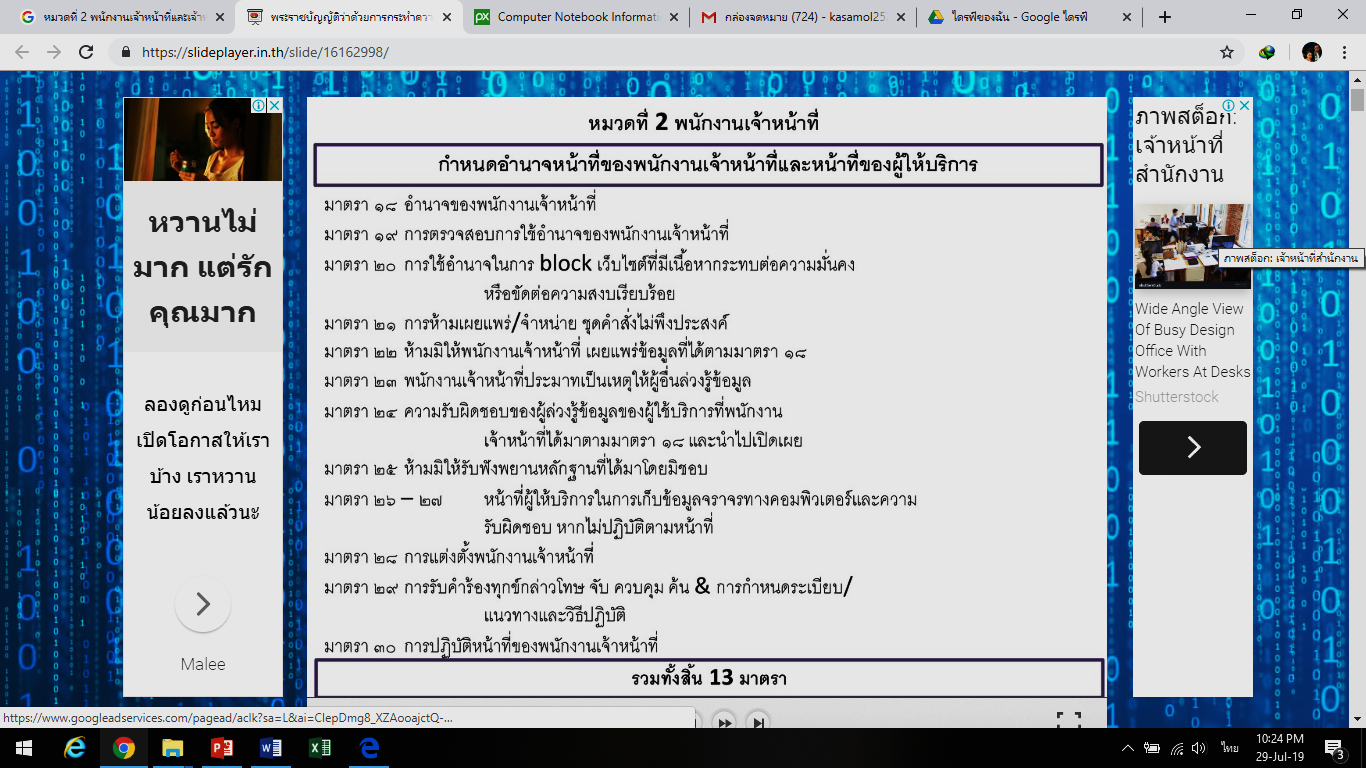 หมวดที่ 2 พนักงานเจ้าหน้าที่และเจ้าพ
พระราชบัญญัติว่าด้วยการกระทำความ
Computer Notebook Informati
กล่องจดหมาย (724) - kasamol25
ไดรฟ์ของฉัน - Google ไดรฟ์
https://slideplayer.in.th/slide/16162998/
หมวดที่ 2 พนักงานเจ้าหน้าที่
กำหนดอำนาจหน้าที่ของพนักงานเจ้าหน้าที่และหน้าที่ของผู้ให้บริการ
มาตรา ๑๘ อำนาจของพนักงานเจ้าหน้าที่
มาตรา ๑๙ การตรวจสอบการใช้อำนาจของพนักงานเจ้าหน้าที่
มาตรา ๒๐ การใช้อำนาจในการ block เว็บไซต์ที่มีเนื้อหากระทบต่อความมั่นคง
หรือขัดต่อความสงบเรียบร้อย
มาตรา ๒๑ การห้ามเผยแพร่/จำหน่าย ชุดคำสั่งไม่พึงประสงค์
มาตรา ๒๒ ห้ามมิให้พนักงานเจ้าหน้าที่ เผยแพร่ข้อมูลที่ได้ตามมาตรา ๑๘
มาตรา ๒๓ พนักงานเจ้าหน้าที่ประมาทเป็นเหตุให้ผู้อื่นล่วงรู้ข้อมูล
มาตรา ๒๔ ความรับผิดชอบของผู้ล่วงรู้ข้อมูลของผู้ใช้บริการที่พนักงาน
เจ้าหน้าที่ได้มาตามมาตรา ๑๘ และนำไปเปิดเผย
มาตรา ๒๕ ห้ามมิให้รับฟังพยานหลักฐานที่ได้มาโดยมิชอบ
มาตรา ๒๖ – ๒๗ หน้าที่ผู้ให้บริการในการเก็บข้อมูลจราจรทางคอมพิวเตอร์และความ
รับผิดชอบ หากไม่ปฏิบัติตามหน้าที่
มาตรา ๒๘ การแต่งตั้งพนักงานเจ้าหน้าที่
มาตรา ๒๙ การรับคำร้องทุกข์กล่าวโทษ จับ ควบคุม ค้น & การกำหนดระเบียบ/
แนวทางและวิธีปฏิบัติ
มาตรา ๓๐ การปฏิบัติหน้าที่ของพนักงานเจ้าหน้าที่
รวมทั้งสิ้น 13 มาตรา
หวานไม่
มาก แต่รัก
คุณมาก
ลองดูก่อนไหม
เปิดโอกาสให้เรา
บ้าง เราหวาน
น้อยลงแล้วนะ
Malee
ภาพสต็อก:
เจ้าหน้าที่
สำนักงาน
ภาพสต็อก: เจ้าหน้าที่สำนักงาน
Wide Angle View
Of Busy Design
Office With
Workers At Desks
Shutterstock
https://www.googleadservices.com/pagead/aclk?sa=L&ai=CIepDmg8_XZAooajctQ-...
ไทย
10:24 PM
29-Jul-19
3